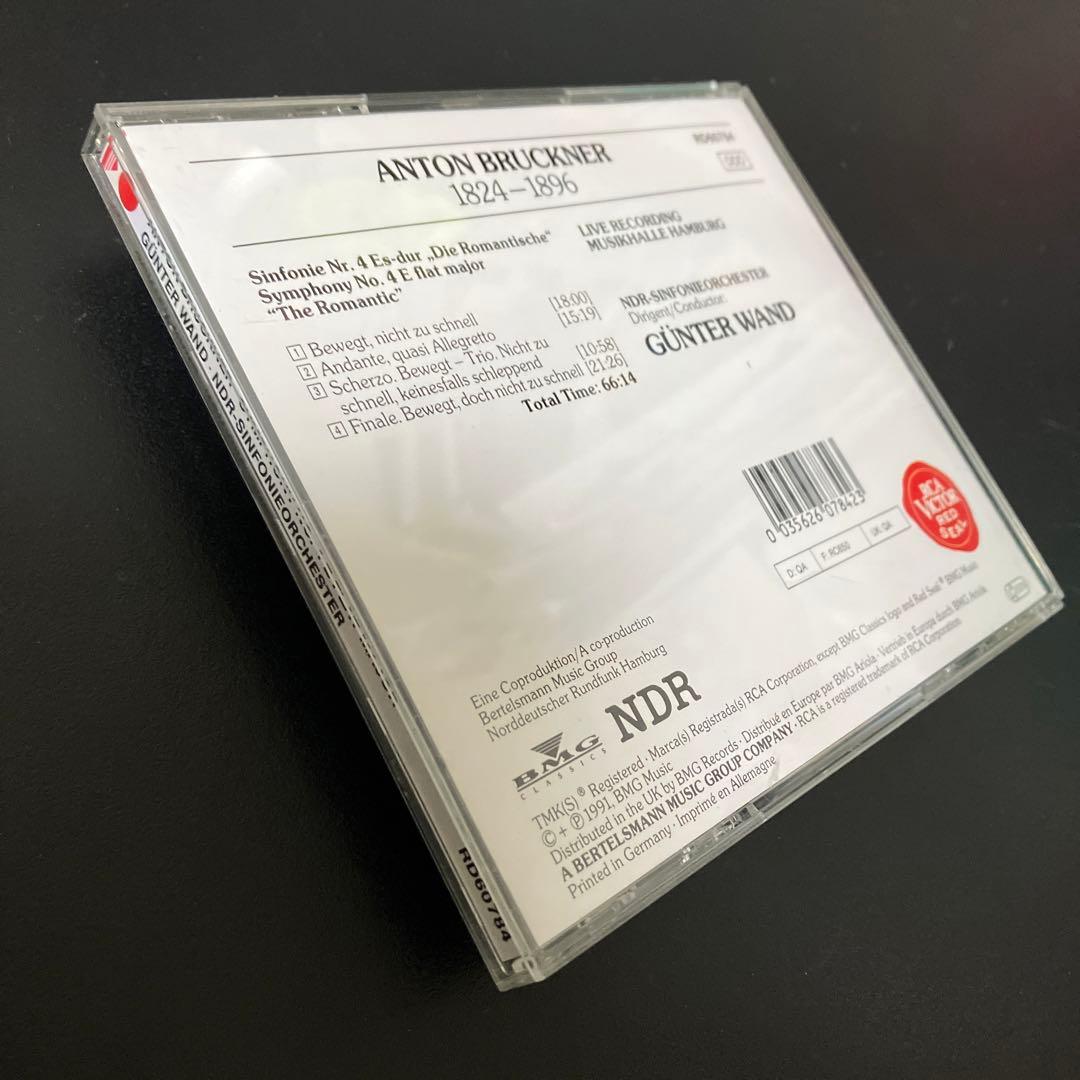 ANTON BRUCKNER
1824–1896
RD60784
DDD
Sinfonie Nr. 4 Es-dur „Die Romantische“
Symphony No. 4 E flat major
“The Romantic”
1 Bewegt, nicht zu schnell [18:00]
2 Andante, quasi Allegretto [15:19]
3 Scherzo. Bewegt – Trio. Nicht zu
schnell, keinesfalls schleppend [10:58]
4 Finale. Bewegt, doch nicht zu schnell [21:26]
Total Time: 66:14
LIVE RECORDING
MUSIKHALLE HAMBURG
NDR-SINFONIEORCHESTER
Dirigent/Conductor:
GÜNTER WAND
0 035626 078423
D: QA
F: RC650
UK: QA
RCA
VICTOR
RED
SEAL
Eine Coproduktion/A co-production
Bertelsmann Music Group
Norddeutscher Rundfunk Hamburg
BMG
CLASSICS
NDR
TMK(S) ® Registered · Marca(s) Registrada(s) RCA Corporation, except BMG Classics logo and Red Seal ® BMG Music
© + ℗ 1991, BMG Music
Distributed in the UK by BMG Records · Distribué en Europe par BMG Ariola · Vertrieb in Europa durch BMG Ariola
A BERTELSMANN MUSIC GROUP COMPANY · RCA is a registered trademark of RCA Corporation
Printed in Germany · Imprimé en Allemagne
GÜNTER WAND · NDR-SINFONIEORCHESTER
RD60784